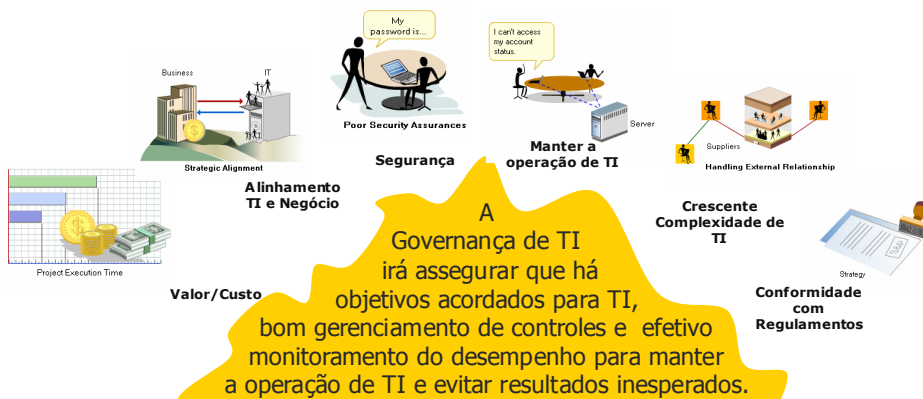 My
password is...
I can't access
my account
status.
Business
IT
Strategic Alignment
Poor Security Assurances
Server
Suppliers
Handling External Relationship
Project Execution Time
Strategy
Valor/Custo
Alinhamento
TI e Negócio
Segurança
Manter a
operação de TI
Crescente
Complexidade de
TI
Conformidade
com
Regulamentos
A
Governança de TI
irá assegurar que há
objetivos acordados para TI,
bom gerenciamento de controles e efetivo
monitoramento do desempenho para manter
a operação de TI e evitar resultados inesperados.